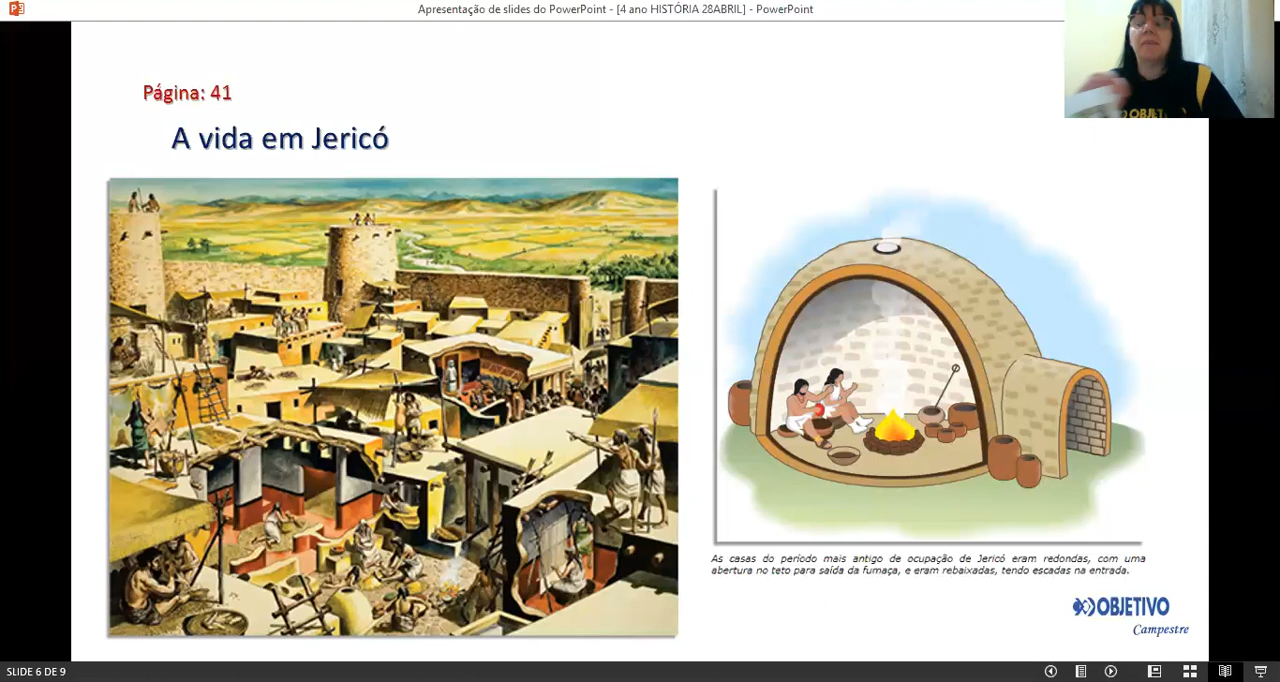 Apresentação de slides do PowerPoint - [4 ano HISTÓRIA 28ABRIL] - PowerPoint
Página: 41
A vida em Jericó
As casas do período mais antigo de ocupação de Jericó eram redondas, com uma
abertura no teto para saída da fumaça, e eram rebaixadas, tendo escadas na entrada.
OBJETIVO
Campestre
SLIDE 6 DE 9